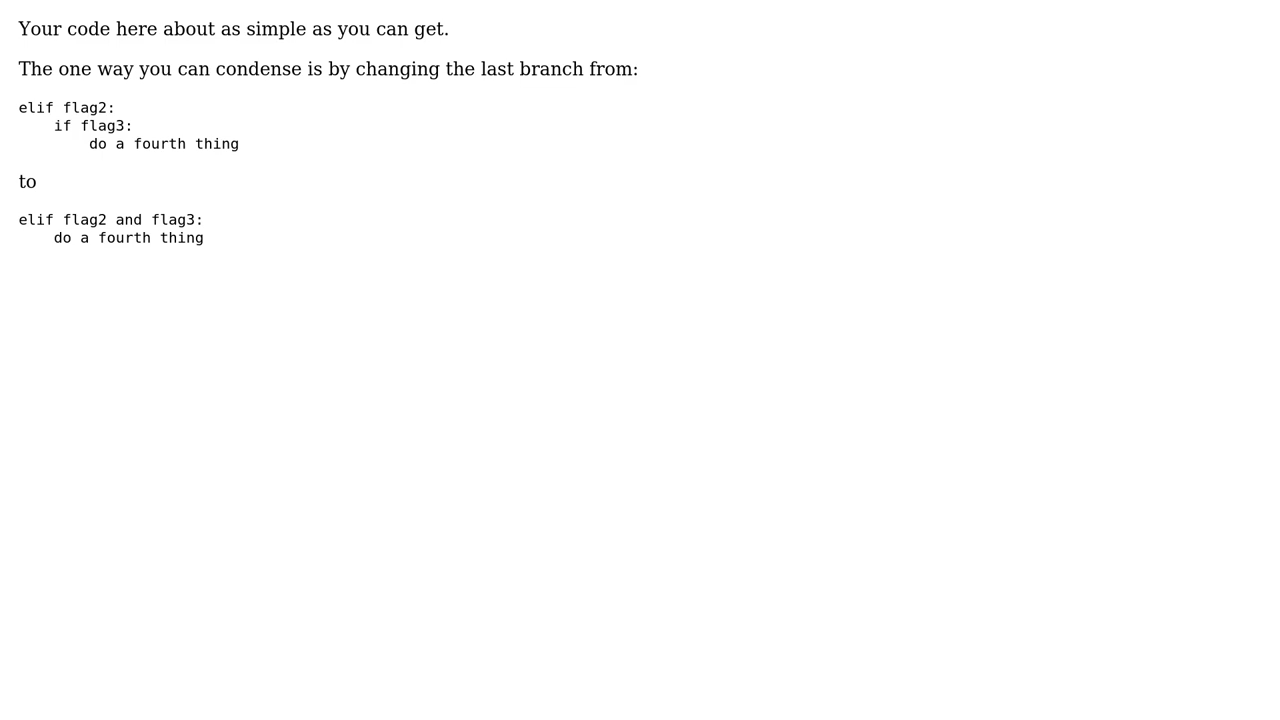 Your code here about as simple as you can get.
The one way you can condense is by changing the last branch from:
elif flag2:
    if flag3:
        do a fourth thing
to
elif flag2 and flag3:
    do a fourth thing